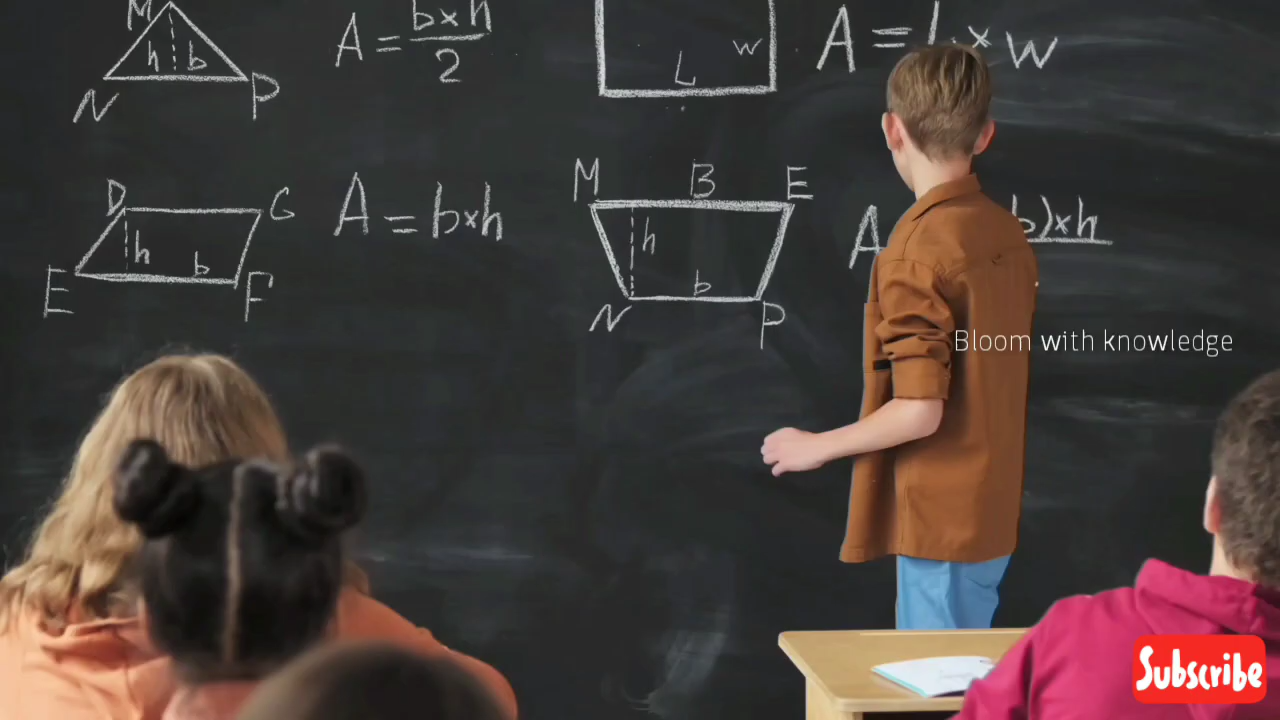 M
h b
N P
A = b×h
2
w
L
A = L×w
D G
h
b
E F
A = b×h
M B E
h
b
N P
A b)×h
Bloom with knowledge
Subscribe